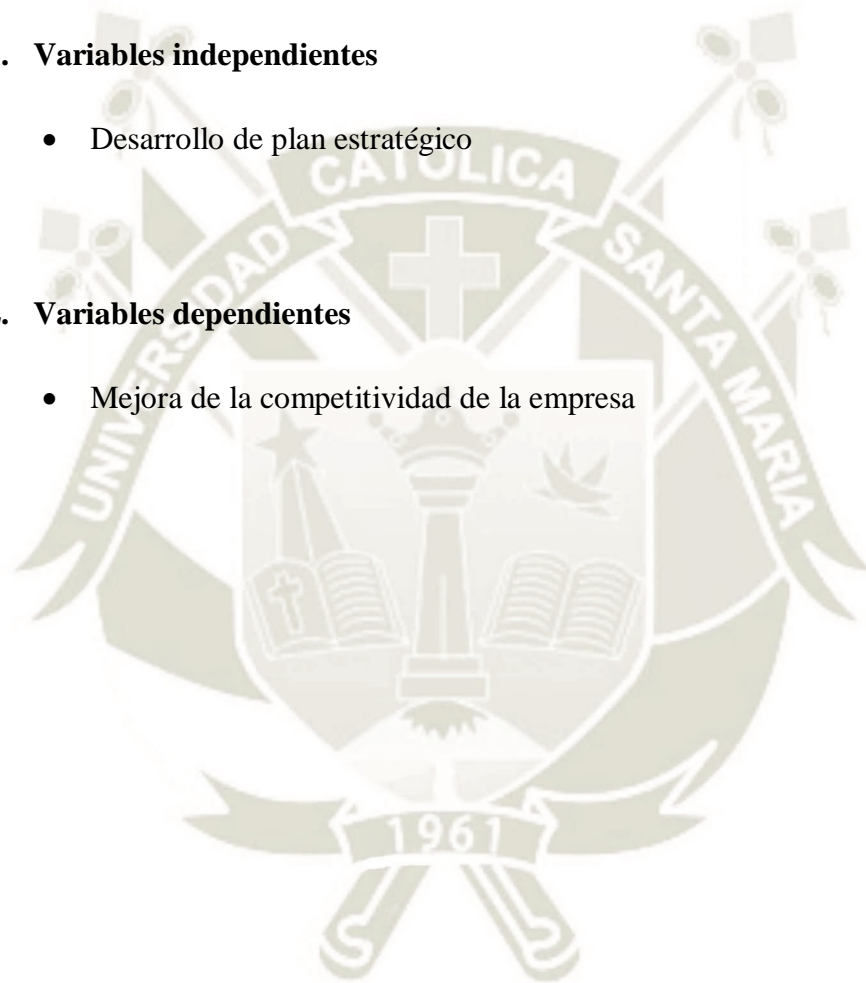 . Variables independientes
• Desarrollo de plan estratégico
. Variables dependientes
• Mejora de la competitividad de la empresa
UNIVERSIDAD CATOLICA SANTA MARIA
1961